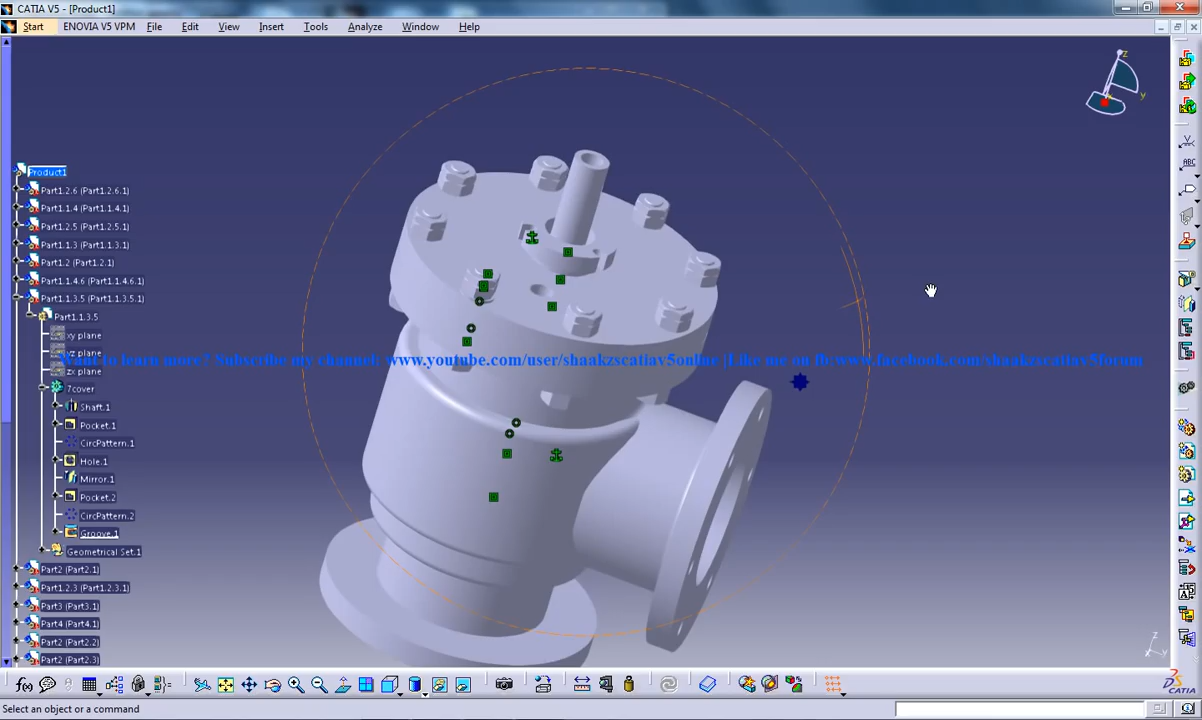 CATIA V5 - [Product1]
Start ENOVIA V5 VPM File Edit View Insert Tools Analyze Window Help
z
y
Product1
Part1.2.6 (Part1.2.6.1)
Part1.1.4 (Part1.1.4.1)
Part1.2.5 (Part1.2.5.1)
Part1.1.3 (Part1.1.3.1)
Part1.2 (Part1.2.1)
Part1.1.4.6 (Part1.1.4.6.1)
Part1.1.3.5 (Part1.1.3.5.1)
Part1.1.3.5
xy plane
yz plane
Want to learn more? Subscribe my channel: www.youtube.com/user/shaakzscatiav5online |Like me on fb:www.facebook.com/shaakzscatiav5forum
zx plane
7cover
Shaft.1
Pocket.1
CircPattern.1
Hole.1
Mirror.1
Pocket.2
CircPattern.2
Groove.1
Geometrical Set.1
Part2 (Part2.1)
Part1.2.3 (Part1.2.3.1)
Part3 (Part3.1)
Part4 (Part4.1)
Part2 (Part2.2)
Part2 (Part2.3)
z
y
ABC
f(x)
CATIA
Select an object or a command